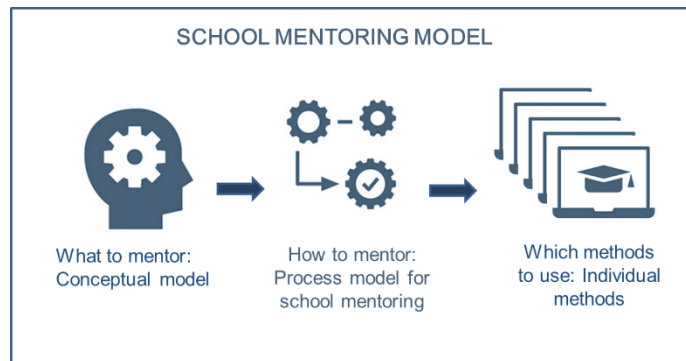 SCHOOL MENTORING MODEL
What to mentor:
Conceptual model
How to mentor:
Process model for
school mentoring
Which methods
to use: Individual
methods